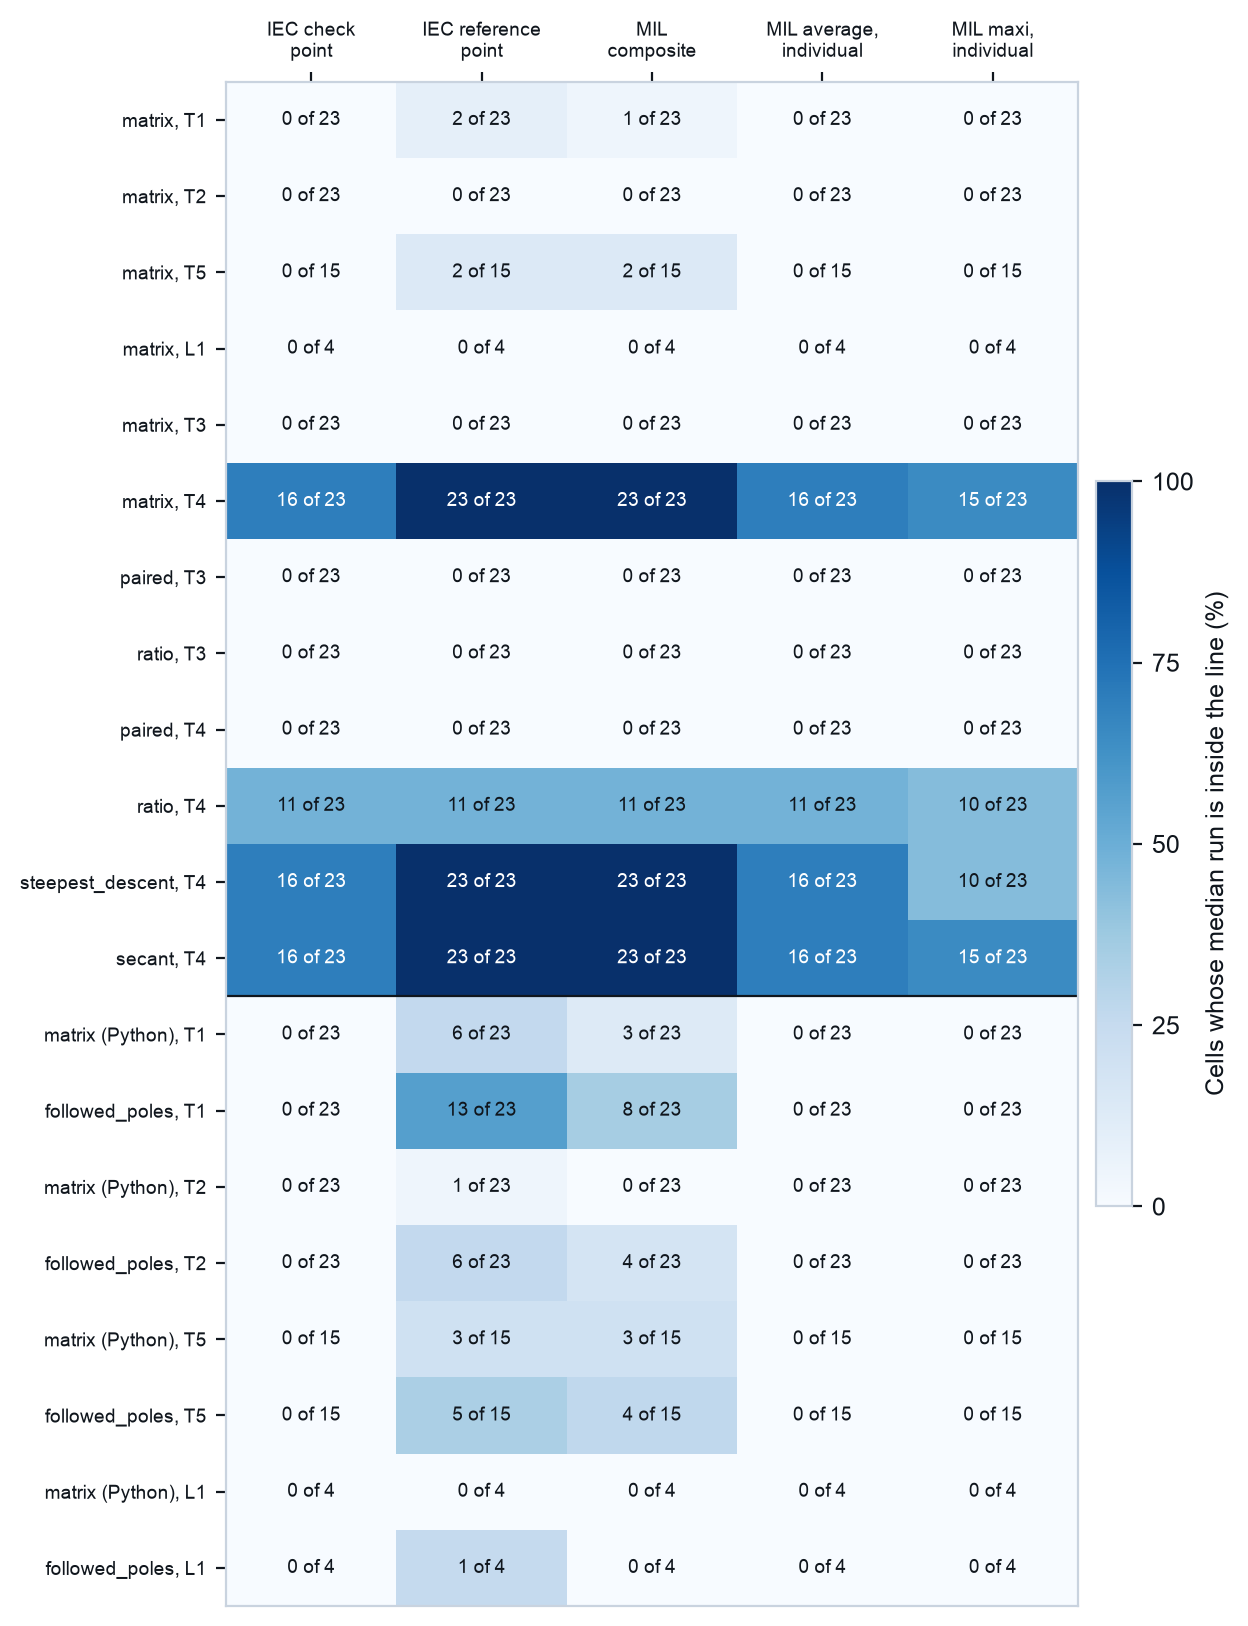 IEC check
point
IEC reference
point
MIL
composite
MIL average,
individual
MIL maxi,
individual
matrix, T1 0 of 23 2 of 23 1 of 23 0 of 23 0 of 23
matrix, T2 0 of 23 0 of 23 0 of 23 0 of 23 0 of 23
matrix, T5 0 of 15 2 of 15 2 of 15 0 of 15 0 of 15
matrix, L1 0 of 4 0 of 4 0 of 4 0 of 4 0 of 4
matrix, T3 0 of 23 0 of 23 0 of 23 0 of 23 0 of 23
matrix, T4 16 of 23 23 of 23 23 of 23 16 of 23 15 of 23
paired, T3 0 of 23 0 of 23 0 of 23 0 of 23 0 of 23
ratio, T3 0 of 23 0 of 23 0 of 23 0 of 23 0 of 23
paired, T4 0 of 23 0 of 23 0 of 23 0 of 23 0 of 23
ratio, T4 11 of 23 11 of 23 11 of 23 11 of 23 10 of 23
steepest_descent, T4 16 of 23 23 of 23 23 of 23 16 of 23 10 of 23
secant, T4 16 of 23 23 of 23 23 of 23 16 of 23 15 of 23
matrix (Python), T1 0 of 23 6 of 23 3 of 23 0 of 23 0 of 23
followed_poles, T1 0 of 23 13 of 23 8 of 23 0 of 23 0 of 23
matrix (Python), T2 0 of 23 1 of 23 0 of 23 0 of 23 0 of 23
followed_poles, T2 0 of 23 6 of 23 4 of 23 0 of 23 0 of 23
matrix (Python), T5 0 of 15 3 of 15 3 of 15 0 of 15 0 of 15
followed_poles, T5 0 of 15 5 of 15 4 of 15 0 of 15 0 of 15
matrix (Python), L1 0 of 4 0 of 4 0 of 4 0 of 4 0 of 4
followed_poles, L1 0 of 4 1 of 4 0 of 4 0 of 4 0 of 4
100
75
50
25
0
Cells whose median run is inside the line (%)